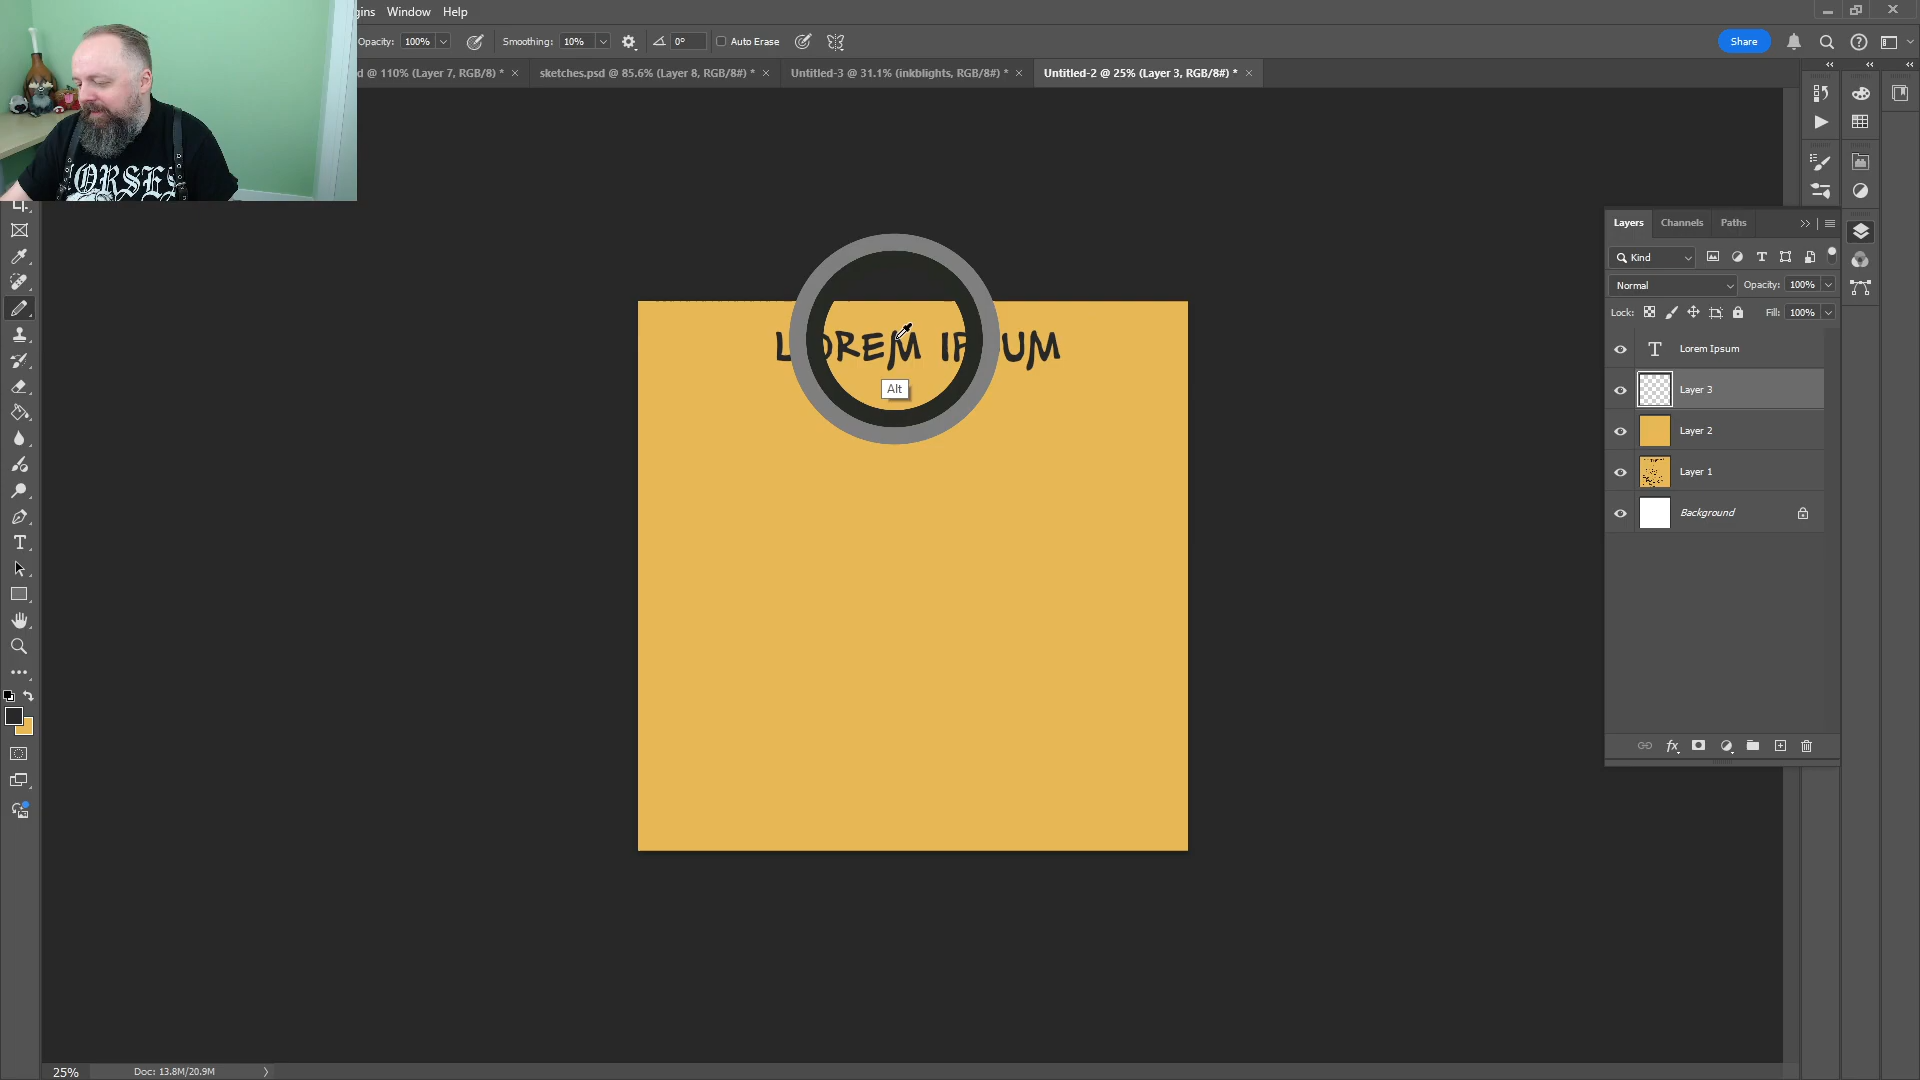 gins Window Help
Opacity: 100% Smoothing: 10% 0° Auto Erase Share
d @ 110% (Layer 7, RGB/8) * × sketches.psd @ 85.6% (Layer 8, RGB/8#) * × Untitled-3 @ 31.1% (inkblights, RGB/8#) * × Untitled-2 @ 25% (Layer 3, RGB/8#) * ×
LOREM IPSUM
Alt
Layers Channels Paths
Kind
Normal Opacity: 100%
Lock: Fill: 100%
T Lorem Ipsum
Layer 3
Layer 2
Layer 1
Background
fx
25% Doc: 13.8M/20.9M